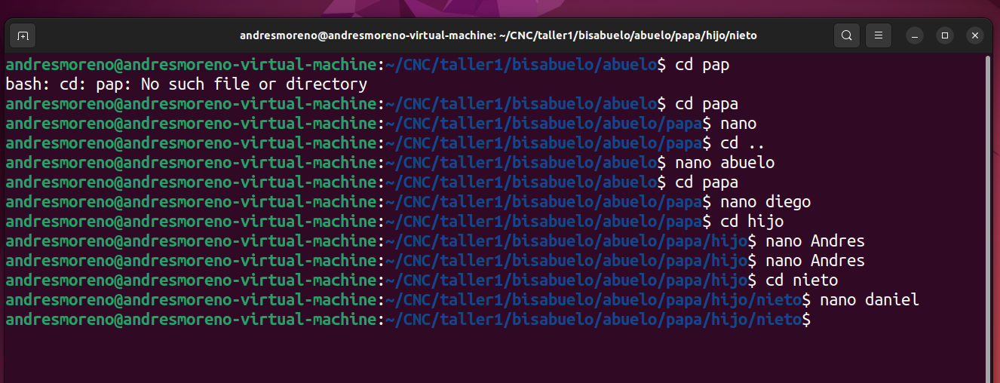 andresmoreno@andresmoreno-virtual-machine: ~/CNC/taller1/bisabuelo/abuelo/papa/hijo/nieto
andresmoreno@andresmoreno-virtual-machine:~/CNC/taller1/bisabuelo/abuelo$ cd pap
bash: cd: pap: No such file or directory
andresmoreno@andresmoreno-virtual-machine:~/CNC/taller1/bisabuelo/abuelo$ cd papa
andresmoreno@andresmoreno-virtual-machine:~/CNC/taller1/bisabuelo/abuelo/papa$ nano
andresmoreno@andresmoreno-virtual-machine:~/CNC/taller1/bisabuelo/abuelo/papa$ cd ..
andresmoreno@andresmoreno-virtual-machine:~/CNC/taller1/bisabuelo/abuelo$ nano abuelo
andresmoreno@andresmoreno-virtual-machine:~/CNC/taller1/bisabuelo/abuelo$ cd papa
andresmoreno@andresmoreno-virtual-machine:~/CNC/taller1/bisabuelo/abuelo/papa$ nano diego
andresmoreno@andresmoreno-virtual-machine:~/CNC/taller1/bisabuelo/abuelo/papa$ cd hijo
andresmoreno@andresmoreno-virtual-machine:~/CNC/taller1/bisabuelo/abuelo/papa/hijo$ nano Andres
andresmoreno@andresmoreno-virtual-machine:~/CNC/taller1/bisabuelo/abuelo/papa/hijo$ nano Andres
andresmoreno@andresmoreno-virtual-machine:~/CNC/taller1/bisabuelo/abuelo/papa/hijo$ cd nieto
andresmoreno@andresmoreno-virtual-machine:~/CNC/taller1/bisabuelo/abuelo/papa/hijo/nieto$ nano daniel
andresmoreno@andresmoreno-virtual-machine:~/CNC/taller1/bisabuelo/abuelo/papa/hijo/nieto$